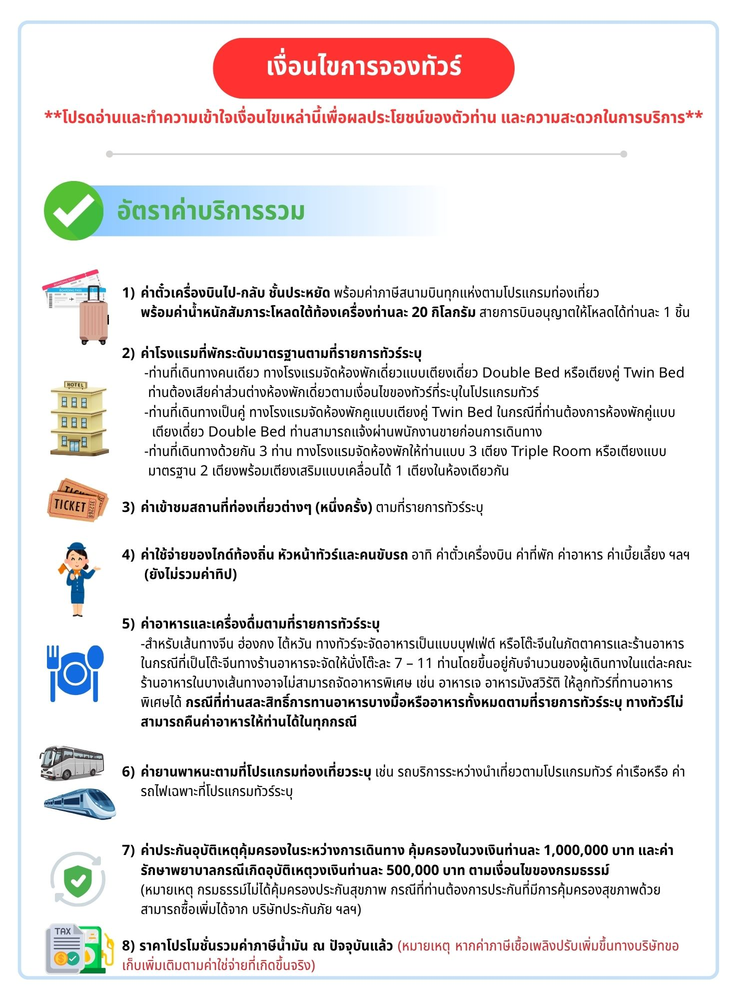 เงื่อนไขการจองทัวร์
**โปรดอ่านและทำความเข้าใจเงื่อนไขเหล่านี้เพื่อผลประโยชน์ของตัวท่าน และความสะดวกในการบริการ**
อัตราค่าบริการรวม
BOARDING PASS
BOARDING PASS
1) ค่าตั๋วเครื่องบินไป-กลับ ชั้นประหยัด พร้อมค่าภาษีสนามบินทุกแห่งตามโปรแกรมท่องเที่ยว
พร้อมค่าน้ำหนักสัมภาระโหลดใต้ท้องเครื่องท่านละ 20 กิโลกรัม สายการบินอนุญาตให้โหลดได้ท่านละ 1 ชิ้น
2) ค่าโรงแรมที่พักระดับมาตรฐานตามที่รายการทัวร์ระบุ
-ท่านที่เดินทางคนเดียว ทางโรงแรมจัดห้องพักเดี่ยวแบบเตียงเดี่ยว Double Bed หรือเตียงคู่ Twin Bed
HOTEL
ท่านต้องเสียค่าส่วนต่างห้องพักเดี่ยวตามเงื่อนไขของทัวร์ที่ระบุในโปรแกรมทัวร์
-ท่านที่เดินทางเป็นคู่ ทางโรงแรมจัดห้องพักคูแบบเตียงคู่ Twin Bed ในกรณีที่ท่านต้องการห้องพักคู่แบบ
เตียงเดี่ยว Double Bed ท่านสามารถแจ้งผ่านพนักงานขายก่อนการเดินทาง
-ท่านที่เดินทางด้วยกัน 3 ท่าน ทางโรงแรมจัดห้องพักให้ท่านแบบ 3 เตียง Triple Room หรือเตียงแบบ
มาตรฐาน 2 เตียงพร้อมเตียงเสริมแบบเคลื่อนได้ 1 เตียงในห้องเดียวกัน
TICKET
TICKET 312268
3) ค่าเข้าชมสถานที่ท่องเที่ยวต่างๆ (หนึ่งครั้ง) ตามที่รายการทัวร์ระบุ
4) ค่าใช้จ่ายของไกด์ท้องถิ่น หัวหน้าทัวร์และคนขับรถ อาทิ ค่าตั๋วเครื่องบิน ค่าที่พัก ค่าอาหาร ค่าเบี้ยเลี้ยง ฯลฯ
(ยังไม่รวมค่าทิป)
5) ค่าอาหารและเครื่องดื่มตามที่รายการทัวร์ระบุ
-สำหรับเส้นทางจีน ฮ่องกง ไต้หวัน ทางทัวร์จะจัดอาหารเป็นแบบบุฟเฟ่ต์ หรือโต๊ะจีนในภัตตาคารและร้านอาหาร
ในกรณีที่เป็นโต๊ะจีนทางร้านอาหารจะจัดให้นั่งโต๊ะละ 7 – 11 ท่านโดยขึ้นอยู่กับจำนวนของผู้เดินทางในแต่ละคณะ
ร้านอาหารในบางเส้นทางอาจไม่สามารถจัดอาหารพิเศษ เช่น อาหารเจ อาหารมังสวิรัติ ให้ลูกทัวร์ที่ทานอาหาร
พิเศษได้ กรณีที่ท่านสละสิทธิ์การทานอาหารบางมื้อหรืออาหารทั้งหมดตามที่รายการทัวร์ระบุ ทางทัวร์ไม่
สามารถคืนค่าอาหารให้ท่านได้ในทุกกรณี
6) ค่ายานพาหนะตามที่โปรแกรมท่องเที่ยวระบุ เช่น รถบริการระหว่างนำเที่ยวตามโปรแกรมทัวร์ ค่าเรือหรือ ค่า
รถไฟเฉพาะที่โปรแกรมทัวร์ระบุ
7) ค่าประกันอุบัติเหตุคุ้มครองในระหว่างการเดินทาง คุ้มครองในวงเงินท่านละ 1,000,000 บาท และค่า
รักษาพยาบาลกรณีเกิดอุบัติเหตุวงเงินท่านละ 500,000 บาท ตามเงื่อนไขของกรมธรรม์
(หมายเหตุ กรมธรรม์ไม่ได้คุ้มครองประกันสุขภาพ กรณีที่ท่านต้องการประกันที่มีการคุ้มครองสุขภาพด้วย
สามารถซื้อเพิ่มได้จาก บริษัทประกันภัย ฯลฯ)
TAX
8) ราคาโปรโมชั่นรวมค่าภาษีน้ำมัน ณ ปัจจุบันแล้ว (หมายเหตุ หากค่าภาษีเชื้อเพลิงปรับเพิ่มขึ้นทางบริษัทขอ
เก็บเพิ่มเติมตามค่าใช่จ่ายที่เกิดขึ้นจริง)